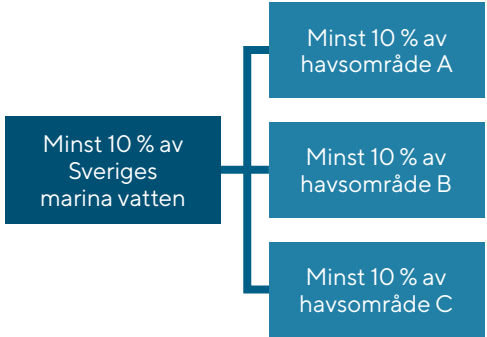 Minst 10 % av
Sveriges
marina vatten
Minst 10 % av
havsområde A
Minst 10 % av
havsområde B
Minst 10 % av
havsområde C